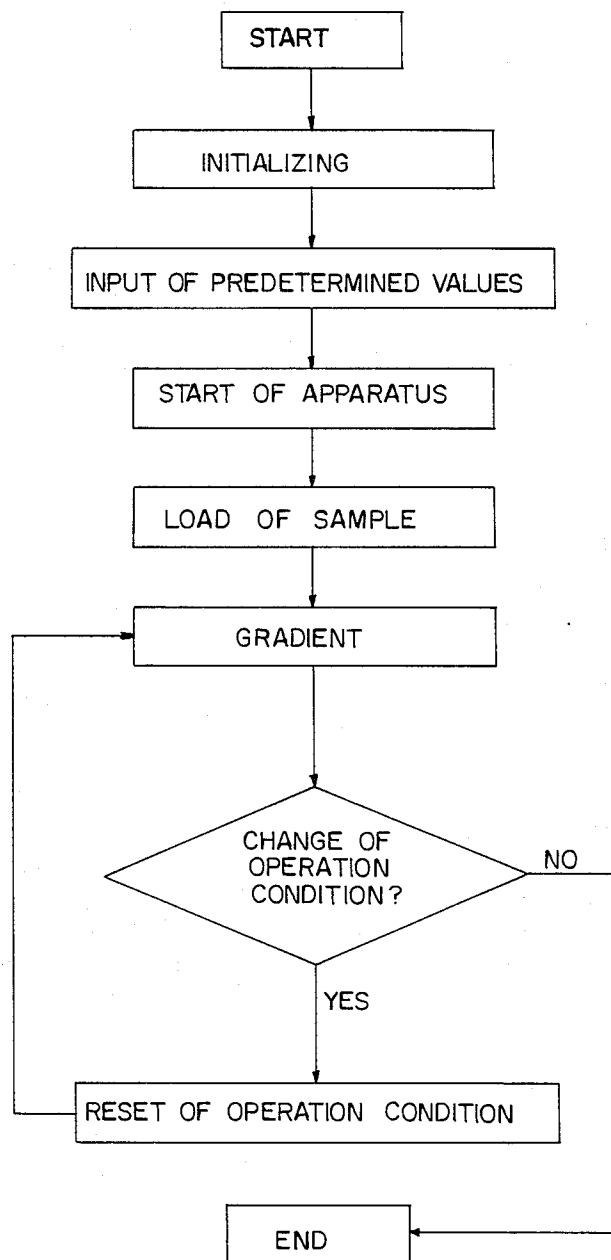 START
INITIALIZING
INPUT OF PREDETERMINED VALUES
START OF APPARATUS
LOAD OF SAMPLE
GRADIENT
CHANGE OF
OPERATION
CONDITION?
NO
YES
RESET OF OPERATION CONDITION
END